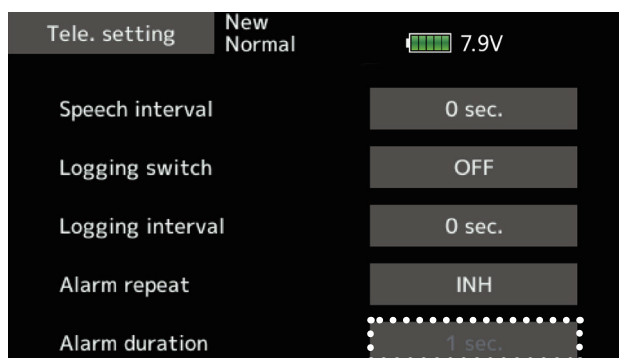 Tele. setting
New
Normal
7.9V
Speech interval 0 sec.
Logging switch OFF
Logging interval 0 sec.
Alarm repeat INH
Alarm duration 1 sec.